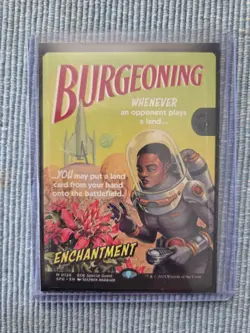 BURGEONING
WHENEVER
an opponent plays
a land...
...YOU may put a land
card from your hand
onto the battlefield.
ENCHANTMENT